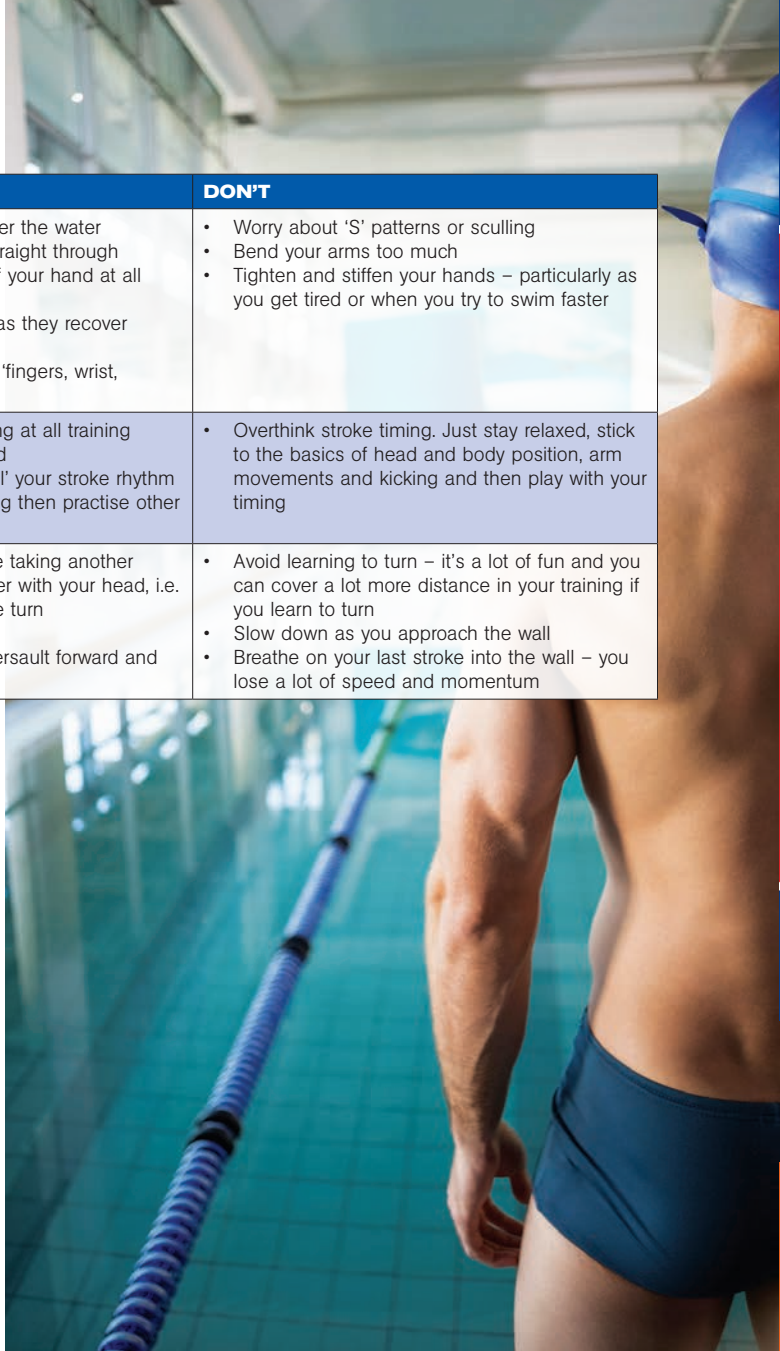 DON'T
er the water
raight through
your hand at all
as they recover
'fingers, wrist,
• Worry about 'S' patterns or sculling
• Bend your arms too much
• Tighten and stiffen your hands – particularly as
you get tired or when you try to swim faster
ng at all training
d
l' your stroke rhythm
g then practise other
• Overthink stroke timing. Just stay relaxed, stick
to the basics of head and body position, arm
movements and kicking and then play with your
timing
e taking another
er with your head, i.e.
e turn
ersault forward and
• Avoid learning to turn – it's a lot of fun and you
can cover a lot more distance in your training if
you learn to turn
• Slow down as you approach the wall
• Breathe on your last stroke into the wall – you
lose a lot of speed and momentum